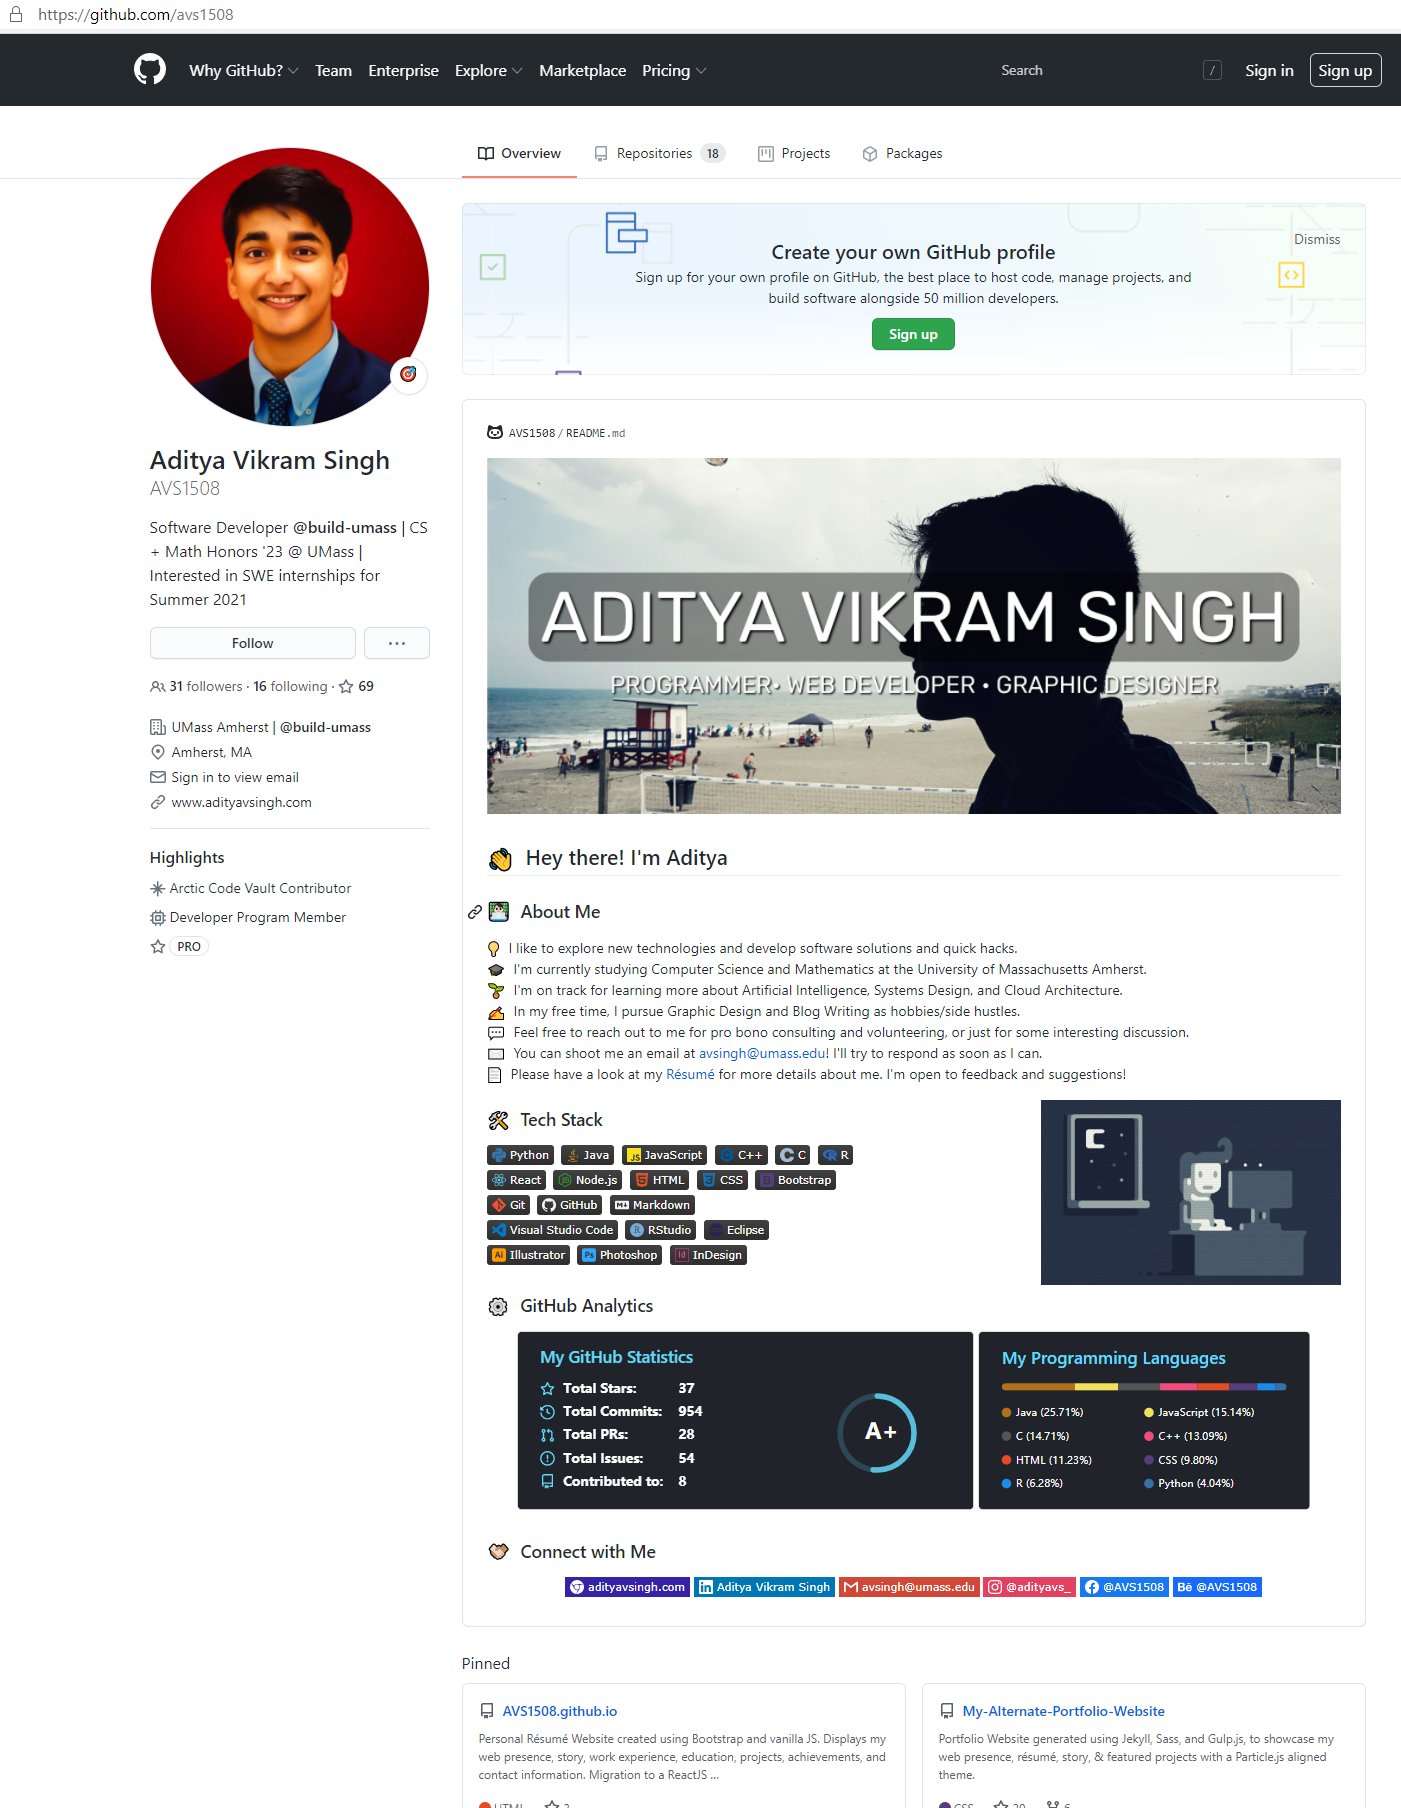 https://github.com/avs1508
Why GitHub? Team Enterprise Explore Marketplace Pricing Search / Sign in Sign up
Overview Repositories 18 Projects Packages
Create your own GitHub profile
Dismiss
Sign up for your own profile on GitHub, the best place to host code, manage projects, and
build software alongside 50 million developers.
Sign up
Aditya Vikram Singh
AVS1508
Software Developer @build-umass | CS
+ Math Honors '23 @ UMass |
Interested in SWE internships for
Summer 2021
Follow
31 followers · 16 following · 69
UMass Amherst | @build-umass
Amherst, MA
Sign in to view email
www.adityavsingh.com
Highlights
Arctic Code Vault Contributor
Developer Program Member
PRO
AVS1508 / README.md
ADITYA VIKRAM SINGH
PROGRAMMER• WEB DEVELOPER • GRAPHIC DESIGNER
Hey there! I'm Aditya
About Me
I like to explore new technologies and develop software solutions and quick hacks.
I'm currently studying Computer Science and Mathematics at the University of Massachusetts Amherst.
I'm on track for learning more about Artificial Intelligence, Systems Design, and Cloud Architecture.
In my free time, I pursue Graphic Design and Blog Writing as hobbies/side hustles.
Feel free to reach out to me for pro bono consulting and volunteering, or just for some interesting discussion.
You can shoot me an email at avsingh@umass.edu! I'll try to respond as soon as I can.
Please have a look at my Résumé for more details about me. I'm open to feedback and suggestions!
Tech Stack
Python Java JS JavaScript C++ C R
React Node.js HTML CSS Bootstrap
Git GitHub Markdown
Visual Studio Code RStudio Eclipse
Ai Illustrator Ps Photoshop Id InDesign
GitHub Analytics
My GitHub Statistics
Total Stars: 37
Total Commits: 954
Total PRs: 28
Total Issues: 54
Contributed to: 8
A+
My Programming Languages
Java (25.71%) JavaScript (15.14%)
C (14.71%) C++ (13.09%)
HTML (11.23%) CSS (9.80%)
R (6.28%) Python (4.04%)
Connect with Me
adityavsingh.com in Aditya Vikram Singh avsingh@umass.edu @adityavs_ @AVS1508 Bē @AVS1508
Pinned
AVS1508.github.io
Personal Résumé Website created using Bootstrap and vanilla JS. Displays my
web presence, story, work experience, education, projects, achievements, and
contact information. Migration to a ReactJS ...
HTML
My-Alternate-Portfolio-Website
Portfolio Website generated using Jekyll, Sass, and Gulp.js, to showcase my
web presence, résumé, story, & featured projects with a Particle.js aligned
theme.
CSS 20 6